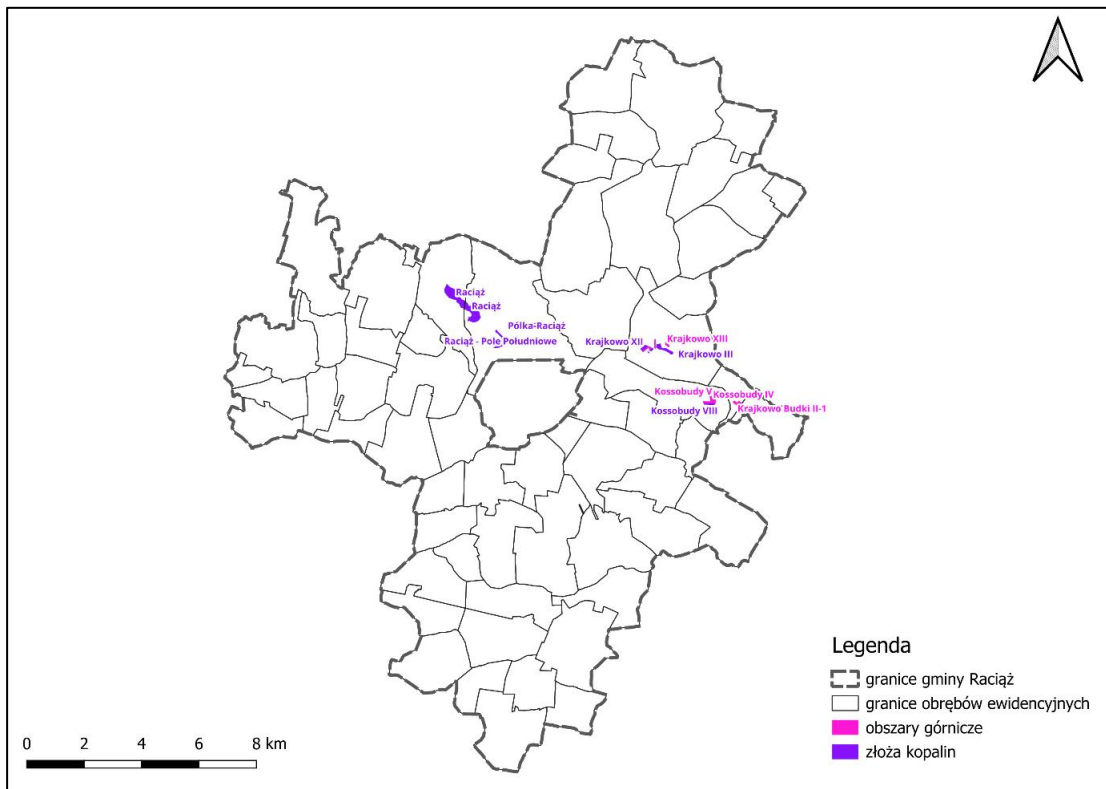 Raciąż
Raciąż
Pólka-Raciąż
Raciąż - Pole Południowe
Krajkowo XII
Krajkowo XIII
Krajkowo III
Kossobudy V
Kossobudy IV
Kossobudy VIII
Krajkowo Budki II-1
Legenda
granice gminy Raciąż
granice obrębów ewidencyjnych
obszary górnicze
złoża kopalin
0 2 4 6 8 km